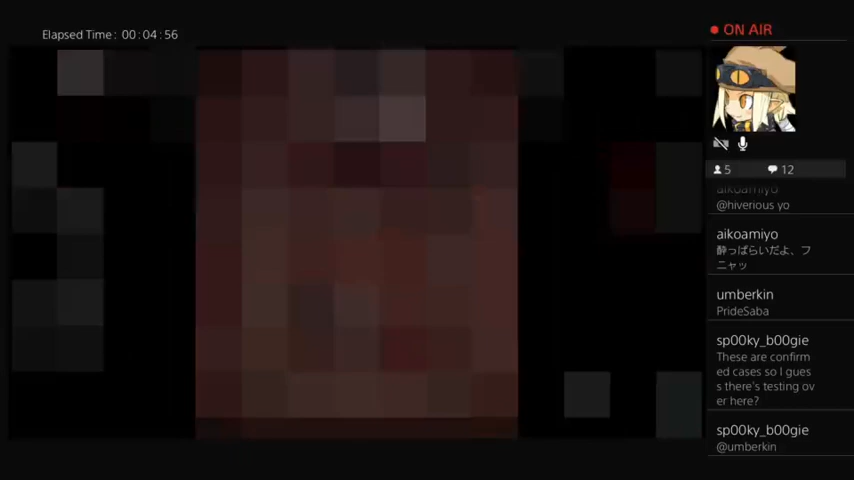 Elapsed Time: 00:04:56
ON AIR
5 12
aikoamiyo
@hiverious yo
aikoamiyo
酔っぱらいだよ、フ
ニャッ
umberkin
PrideSaba
sp00ky_b00gie
These are confirm
ed cases so I gues
s there's testing ov
er here?
sp00ky_b00gie
@umberkin